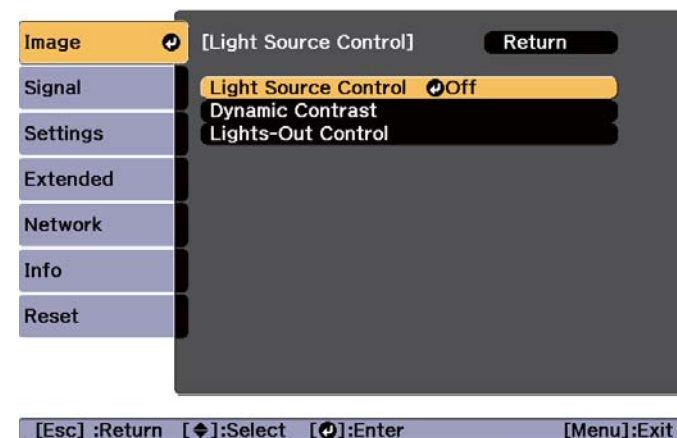 Image
[Light Source Control] Return
Signal
Light Source Control Off
Dynamic Contrast
Settings
Lights-Out Control
Extended
Network
Info
Reset
[Esc] :Return []:Select []:Enter [Menu]:Exit